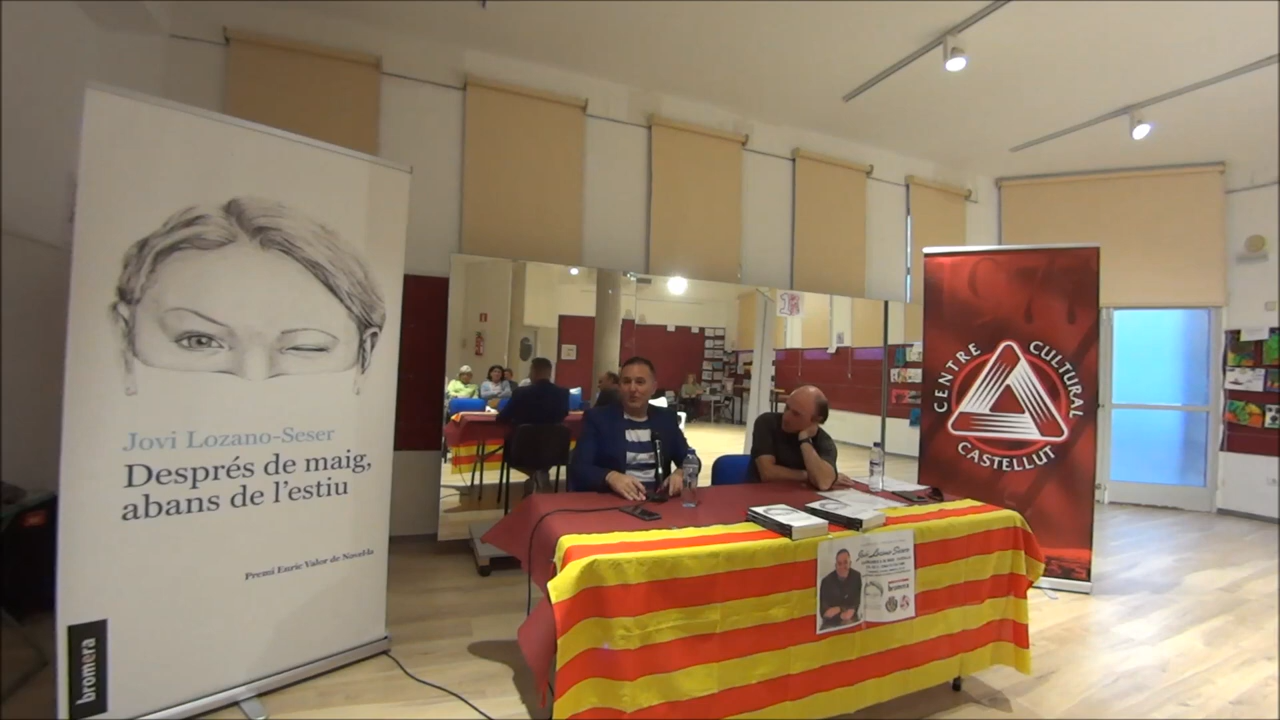 Jovi Lozano-Seser
Després de maig,
abans de l'estiu
Premi Enric Valor de Novel·la
bromera
CENTRE CULTURAL
CASTELLUT
Jovi Lozano Seser
bromera